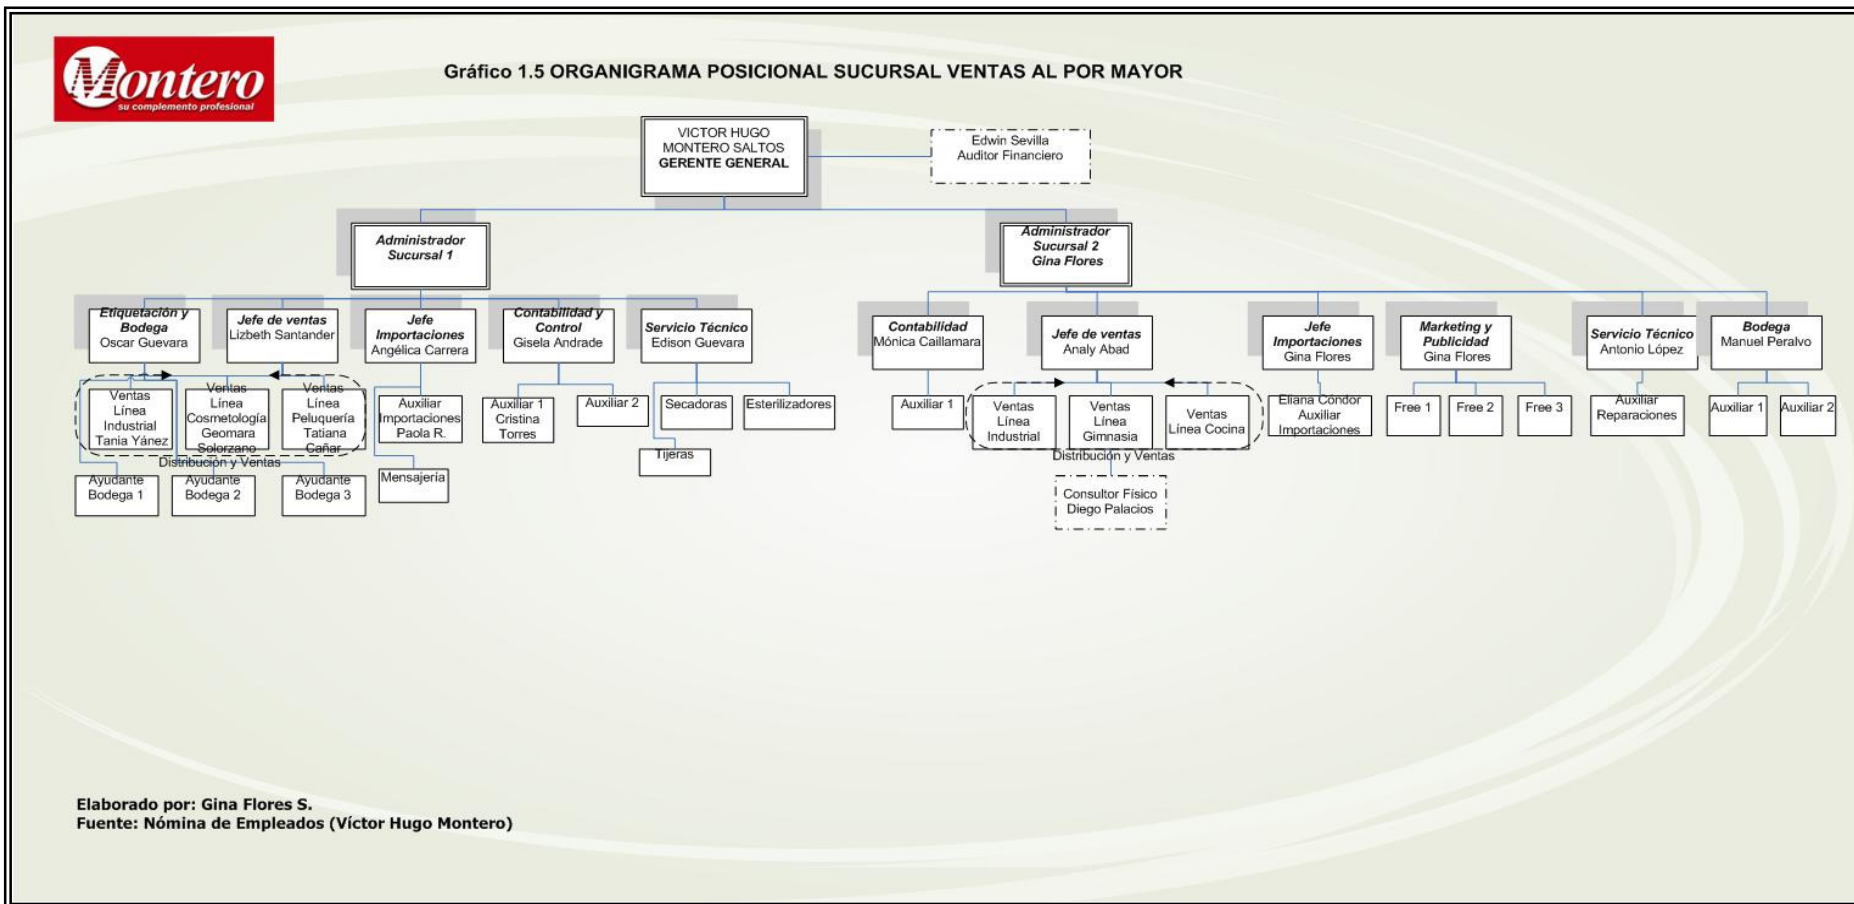 Montero
su complemento profesional
Gráfico 1.5 ORGANIGRAMA POSICIONAL SUCURSAL VENTAS AL POR MAYOR
VICTOR HUGO
MONTERO SALTOS
GERENTE GENERAL
Edwin Sevilla
Auditor Financiero
Administrador
Sucursal 1
Administrador
Sucursal 2
Gina Flores
Etiquetación y
Bodega
Oscar Guevara
Jefe de ventas
Lizbeth Santander
Jefe
Importaciones
Angélica Carrera
Contabilidad y
Control
Gisela Andrade
Servicio Técnico
Edison Guevara
Contabilidad
Mónica Caillamara
Jefe de ventas
Analy Abad
Jefe
Importaciones
Gina Flores
Marketing y
Publicidad
Gina Flores
Servicio Técnico
Antonio López
Bodega
Manuel Peralvo
Ventas
Línea
Industrial
Tania Yánez
Ventas
Línea
Cosmetología
Geomara
Solorzano
Ventas
Línea
Peluquería
Tatiana
Cañar
Distribución y Ventas
Auxiliar
Importaciones
Paola R.
Auxiliar 1
Cristina
Torres
Auxiliar 2
Secadoras
Esterilizadores
Tijeras
Ayudante
Bodega 1
Ayudante
Bodega 2
Ayudante
Bodega 3
Mensajería
Auxiliar 1
Ventas
Línea
Industrial
Ventas
Línea
Gimnasia
Ventas
Línea Cocina
Distribución y Ventas
Consultor Físico
Diego Palacios
Eliana Cóndor
Auxiliar
Importaciones
Free 1
Free 2
Free 3
Auxiliar
Reparaciones
Auxiliar 1
Auxiliar 2
Elaborado por: Gina Flores S.
Fuente: Nómina de Empleados (Víctor Hugo Montero)